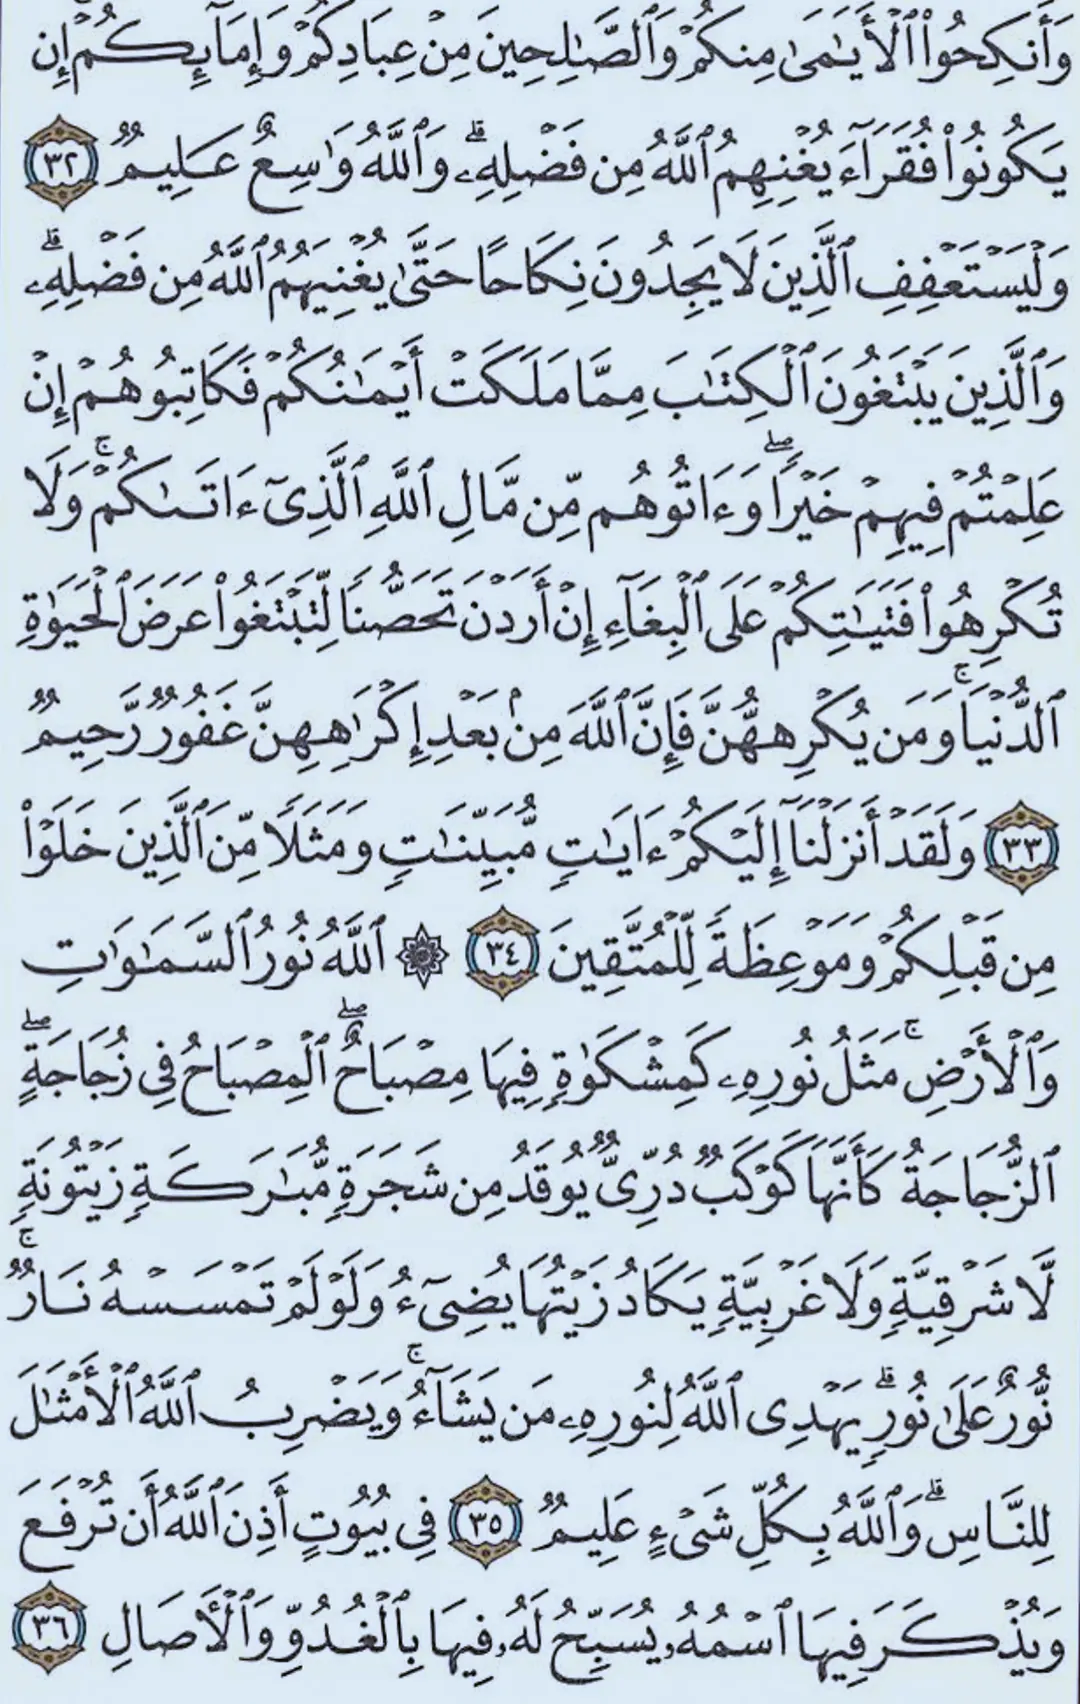 وَأَنكِحُوا۟ ٱلْأَيَـٰمَىٰ مِنكُمْ وَٱلصَّـٰلِحِينَ مِنْ عِبَادِكُمْ وَإِمَآئِكُمْ إِن
يَكُونُوا۟ فُقَرَآءَ يُغْنِهِمُ ٱللَّهُ مِن فَضْلِهِۦ ۗ وَٱللَّهُ وَٰسِعٌ عَلِيمٌ ٣٢
وَلْيَسْتَعْفِفِ ٱلَّذِينَ لَا يَجِدُونَ نِكَاحًا حَتَّىٰ يُغْنِيَهُمُ ٱللَّهُ مِن فَضْلِهِۦ ۗ
وَٱلَّذِينَ يَبْتَغُونَ ٱلْكِتَـٰبَ مِمَّا مَلَكَتْ أَيْمَـٰنُكُمْ فَكَاتِبُوهُمْ إِنْ
عَلِمْتُمْ فِيهِمْ خَيْرًا ۖ وَءَاتُوهُم مِّن مَّالِ ٱللَّهِ ٱلَّذِىٓ ءَاتَىٰكُمْ ۚ وَلَا
تُكْرِهُوا۟ فَتَيَـٰتِكُمْ عَلَى ٱلْبِغَآءِ إِنْ أَرَدْنَ تَحَصُّنًا لِّتَبْتَغُوا۟ عَرَضَ ٱلْحَيَوٰةِ
ٱلدُّنْيَا ۚ وَمَن يُكْرِههُّنَّ فَإِنَّ ٱللَّهَ مِنۢ بَعْدِ إِكْرَٰهِهِنَّ غَفُورٌ رَّحِيمٌ
٣٣ وَلَقَدْ أَنزَلْنَآ إِلَيْكُمْ ءَايَـٰتٍ مُّبَيِّنَـٰتٍ وَمَثَلًا مِّنَ ٱلَّذِينَ خَلَوْا۟
مِن قَبْلِكُمْ وَمَوْعِظَةً لِّلْمُتَّقِينَ ٣٤ ۞ ٱللَّهُ نُورُ ٱلسَّمَـٰوَٰتِ
وَٱلْأَرْضِ ۚ مَثَلُ نُورِهِۦ كَمِشْكَوٰةٍ فِيهَا مِصْبَاحٌ ۖ ٱلْمِصْبَاحُ فِى زُجَاجَةٍ ۖ
ٱلزُّجَاجَةُ كَأَنَّهَا كَوْكَبٌ دُرِّىٌّ يُوقَدُ مِن شَجَرَةٍ مُّبَـٰرَكَةٍ زَيْتُونَةٍ
لَّا شَرْقِيَّةٍ وَلَا غَرْبِيَّةٍ يَكَادُ زَيْتُهَا يُضِىٓءُ وَلَوْ لَمْ تَمْسَسْهُ نَارٌ ۚ
نُّورٌ عَلَىٰ نُورٍ ۗ يَهْدِى ٱللَّهُ لِنُورِهِۦ مَن يَشَآءُ ۚ وَيَضْرِبُ ٱللَّهُ ٱلْأَمْثَـٰلَ
لِلنَّاسِ ۗ وَٱللَّهُ بِكُلِّ شَىْءٍ عَلِيمٌ ٣٥ فِى بُيُوتٍ أَذِنَ ٱللَّهُ أَن تُرْفَعَ
وَيُذْكَرَ فِيهَا ٱسْمُهُۥ يُسَبِّحُ لَهُۥ فِيهَا بِٱلْغُدُوِّ وَٱلْـَٔاصَالِ ٣٦